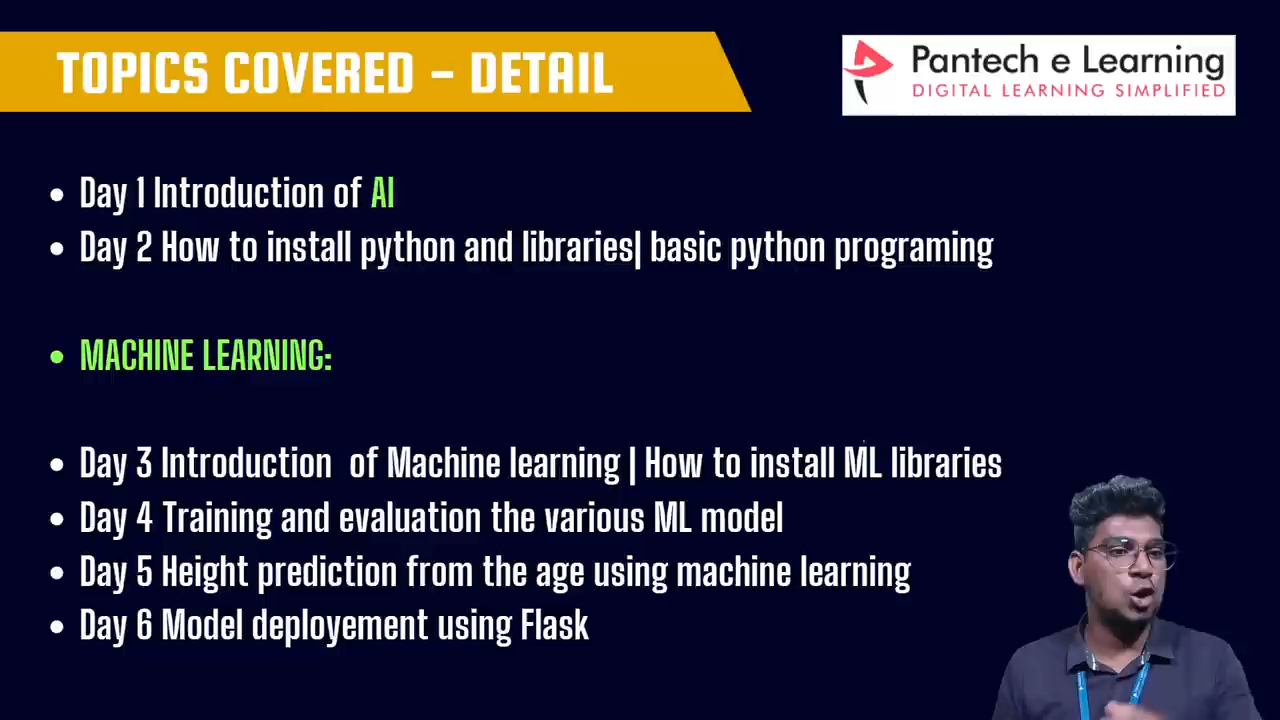 TOPICS COVERED - DETAIL
Pantech e Learning
DIGITAL LEARNING SIMPLIFIED
• Day 1 Introduction of AI
• Day 2 How to install python and libraries| basic python programing
• MACHINE LEARNING:
• Day 3 Introduction of Machine learning | How to install ML libraries
• Day 4 Training and evaluation the various ML model
• Day 5 Height prediction from the age using machine learning
• Day 6 Model deployement using Flask